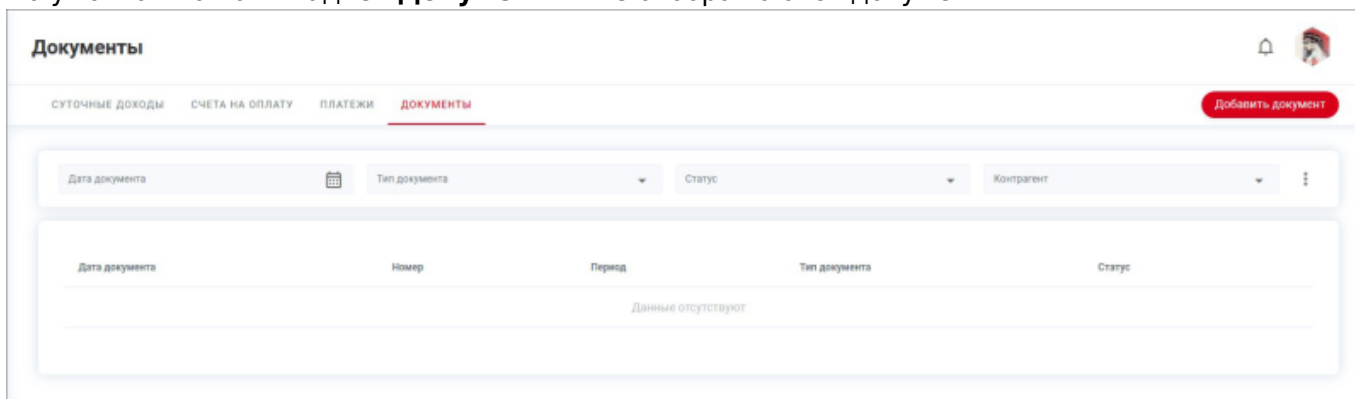 Документы
СУТОЧНЫЕ ДОХОДЫ СЧЕТА НА ОПЛАТУ ПЛАТЕЖИ ДОКУМЕНТЫ Добавить документ
Дата документа Тип документа Статус Контрагент
Дата документа Номер Период Тип документа Статус
Данные отсутствуют